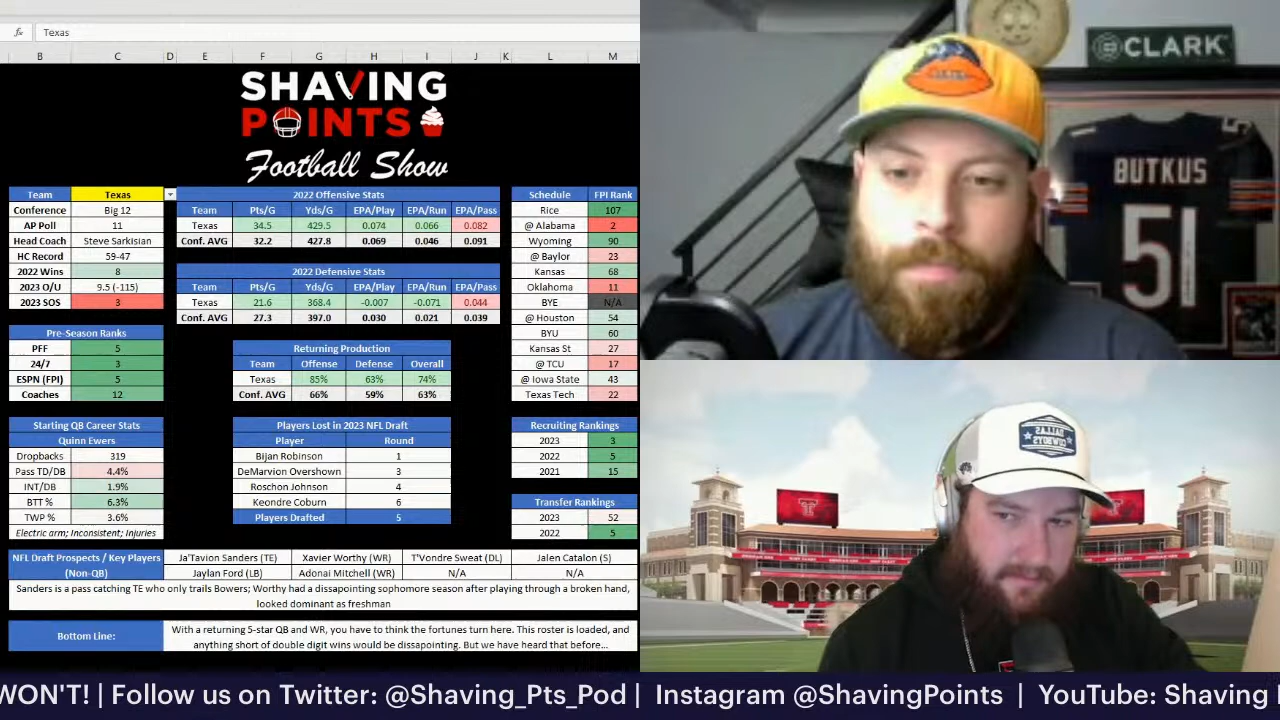 fx Texas
B C D E F G H I J K L M
SHAVING
POINTS
Football Show
Team Texas
Conference Big 12
AP Poll 11
Head Coach Steve Sarkisian
HC Record 59-47
2022 Wins 8
2023 O/U 9.5 (-115)
2023 SOS 3
Pre-Season Ranks
PFF 5
24/7 3
ESPN (FPI) 5
Coaches 12
Starting QB Career Stats
Quinn Ewers
Dropbacks 319
Pass TD/DB 4.4%
INT/DB 1.9%
BTT % 6.3%
TWP % 3.6%
Electric arm; Inconsistent; Injuries
2022 Offensive Stats
Team Pts/G Yds/G EPA/Play EPA/Run EPA/Pass
Texas 34.5 429.5 0.074 0.066 0.082
Conf. AVG 32.2 427.8 0.069 0.046 0.091
2022 Defensive Stats
Team Pts/G Yds/G EPA/Play EPA/Run EPA/Pass
Texas 21.6 368.4 -0.007 -0.071 0.044
Conf. AVG 27.3 397.0 0.030 0.021 0.039
Returning Production
Team Offense Defense Overall
Texas 85% 63% 74%
Conf. AVG 66% 59% 63%
Players Lost in 2023 NFL Draft
Player Round
Bijan Robinson 1
DeMarvion Overshown 3
Roschon Johnson 4
Keondre Coburn 6
Players Drafted 5
Schedule FPI Rank
Rice 107
@ Alabama 2
Wyoming 90
@ Baylor 23
Kansas 68
Oklahoma 11
BYE N/A
@ Houston 54
BYU 60
Kansas St 27
@ TCU 17
@ Iowa State 43
Texas Tech 22
Recruiting Rankings
2023 3
2022 5
2021 15
Transfer Rankings
2023 52
2022 5
NFL Draft Prospects / Key Players
(Non-QB)
Ja'Tavion Sanders (TE) Xavier Worthy (WR) T'Vondre Sweat (DL) Jalen Catalon (S)
Jaylan Ford (LB) Adonai Mitchell (WR) N/A N/A
Sanders is a pass catching TE who only trails Bowers; Worthy had a dissapointing sophomore season after playing through a broken hand,
looked dominant as freshman
Bottom Line:
With a returning 5-star QB and WR, you have to think the fortunes turn here. This roster is loaded, and
anything short of double digit wins would be dissapointing. But we have heard that before...
CLARK
BUTKUS
51
DALLAS
COWBOYS
WON'T! | Follow us on Twitter: @Shaving_Pts_Pod | Instagram @ShavingPoints | YouTube: Shaving